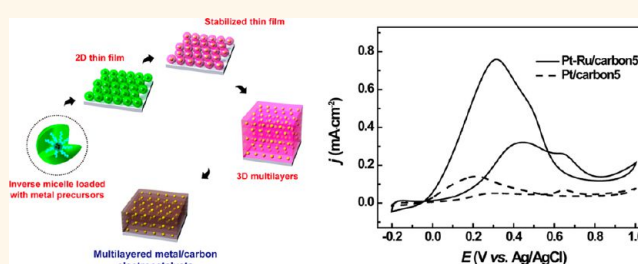 Stabilized thin film
2D thin film
Inverse micelle loaded
with metal precursors
3D multilayers
Multilayered metal/carbon
j (mA·cm⁻²)
0.8
0.6
0.4
0.2
0.0
Pt-Ru/carbon5
Pt/carbon5
-0.2 0.0 0.2 0.4 0.6 0.8 1.0
E (V vs. Ag/AgCl)